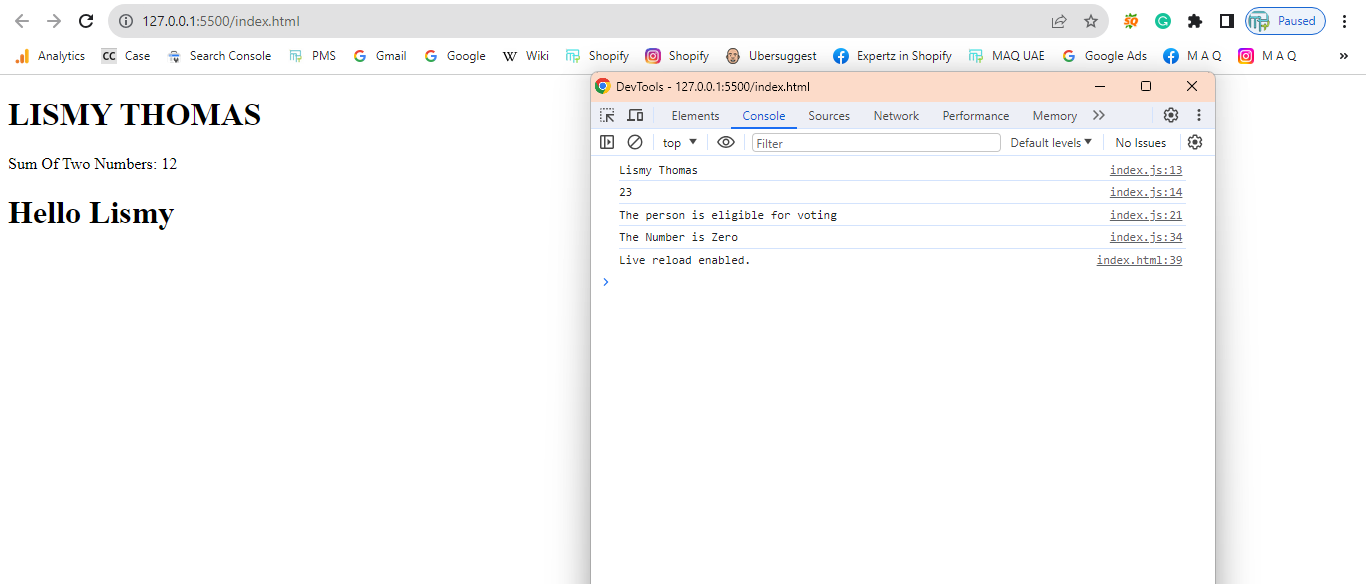 127.0.0.1:5500/index.html Paused
Analytics CC Case Search Console PMS Gmail Google W Wiki Shopify Shopify Ubersuggest Expertz in Shopify MAQ UAE Google Ads M A Q M A Q »
LISMY THOMAS
Sum Of Two Numbers: 12
Hello Lismy
DevTools - 127.0.0.1:5500/index.html
Elements Console Sources Network Performance Memory
top Filter Default levels No Issues
Lismy Thomas index.js:13
23 index.js:14
The person is eligible for voting index.js:21
The Number is Zero index.js:34
Live reload enabled. index.html:39